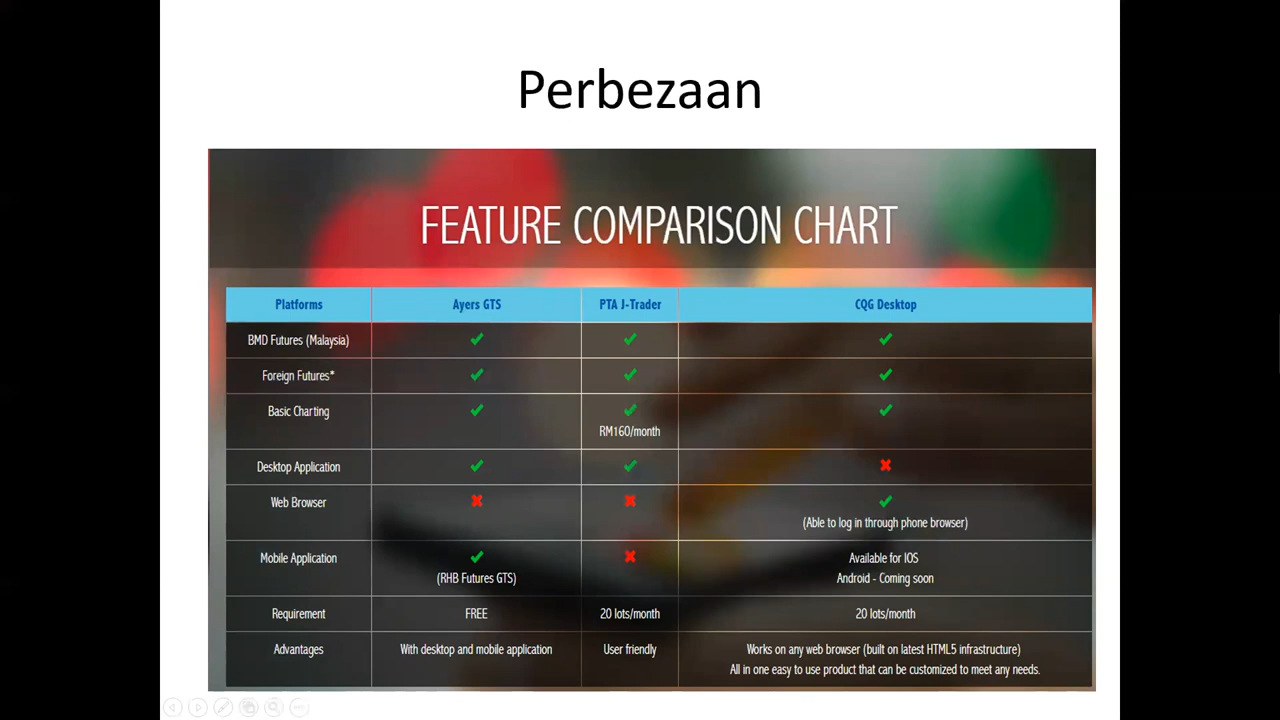 Perbezaan
FEATURE COMPARISON CHART
Platforms Ayers GTS PTA J-Trader CQG Desktop
BMD Futures (Malaysia) ✔ ✔ ✔
Foreign Futures* ✔ ✔ ✔
Basic Charting ✔ ✔ ✔
RM160/month
Desktop Application ✔ ✔ ✖
Web Browser ✖ ✖ ✔
(Able to log in through phone browser)
Mobile Application ✔ ✖ Available for IOS
(RHB Futures GTS) Android - Coming soon
Requirement FREE 20 lots/month 20 lots/month
Advantages With desktop and mobile application User friendly Works on any web browser (built on latest HTML5 infrastructure)
All in one easy to use product that can be customized to meet any needs.